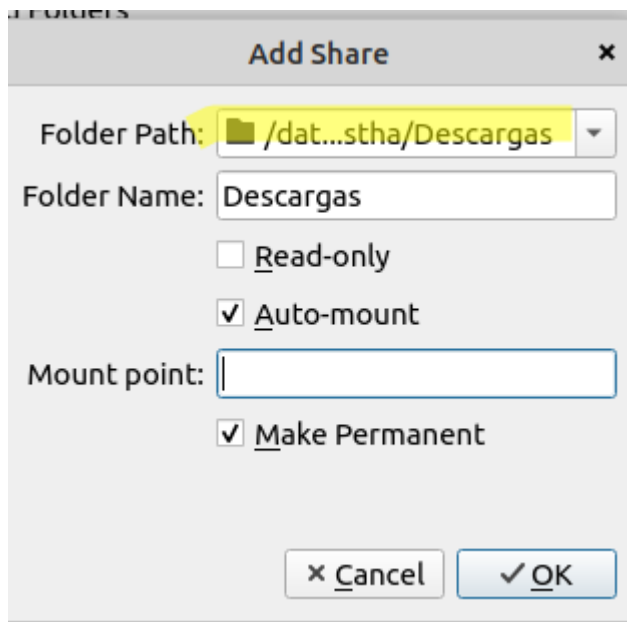 Add Share
Folder Path: /dat...stha/Descargas
Folder Name: Descargas
Read-only
Auto-mount
Mount point:
Make Permanent
Cancel OK